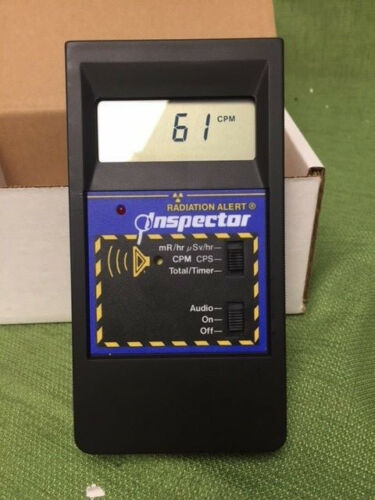 61 CPM
RADIATION ALERT ®
Inspector
mR/hr µSv/hr
CPM CPS
Total/Timer
Audio
On
Off